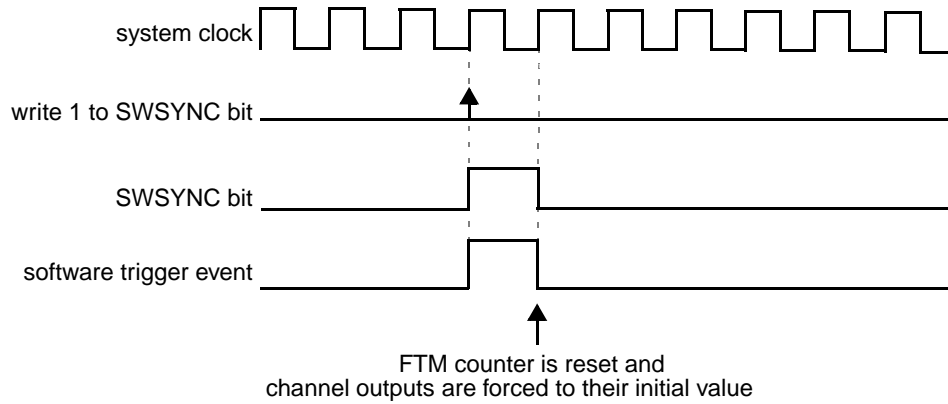 system clock
write 1 to SWSYNC bit
SWSYNC bit
software trigger event
FTM counter is reset and
channel outputs are forced to their initial value